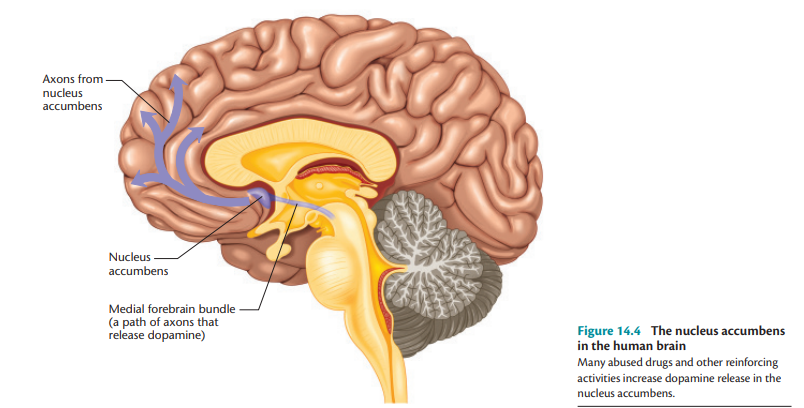 Axons from
nucleus
accumbens
Nucleus
accumbens
Medial forebrain bundle
(a path of axons that
release dopamine)
Figure 14.4 The nucleus accumbens
in the human brain
Many abused drugs and other reinforcing
activities increase dopamine release in the
nucleus accumbens.